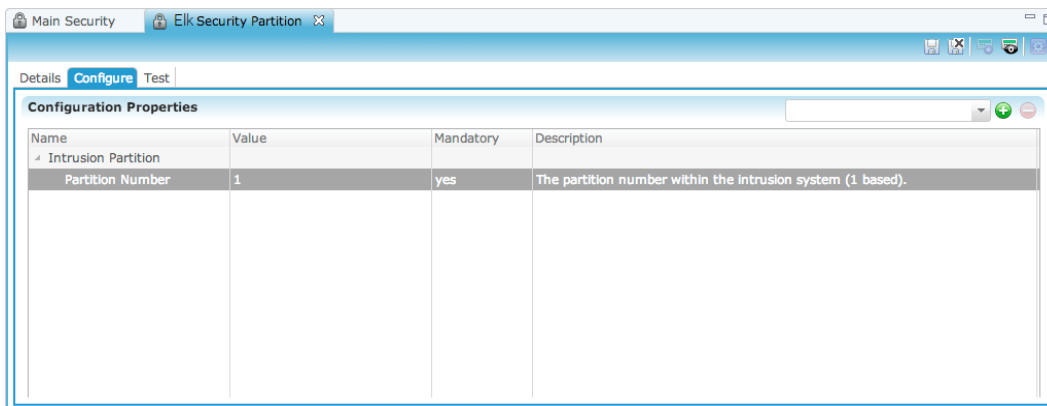 Main Security Elk Security Partition
Details Configure Test
Configuration Properties
Name Value Mandatory Description
Intrusion Partition
Partition Number 1 yes The partition number within the intrusion system (1 based).